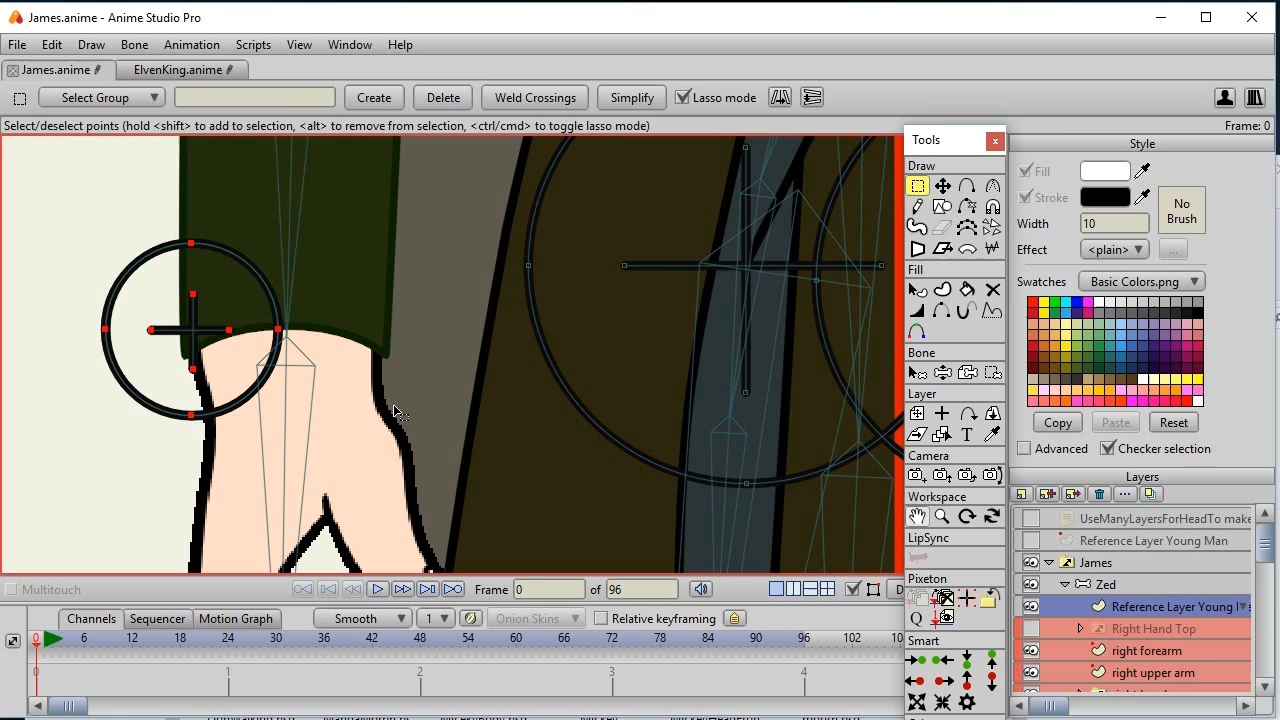 James.anime - Anime Studio Pro
File Edit Draw Bone Animation Scripts View Window Help
James.anime ElvenKing.anime
Select Group Create Delete Weld Crossings Simplify Lasso mode
Select/deselect points (hold <shift> to add to selection, <alt> to remove from selection, <ctrl/cmd> to toggle lasso mode) Frame: 0
Tools
Style
Draw
Fill
Stroke
No Brush
Width 10
Effect <plain> ...
Swatches Basic Colors.png
Fill
Bone
Layer
Copy Paste Reset
Advanced Checker selection
Camera
Layers
Workspace
UseManyLayersForHeadTo make
Reference Layer Young Man
LipSync
James
Pixeton
Zed
Multitouch Frame 0 of 96
Reference Layer Young
Q
Right Hand Top
Channels Sequencer Motion Graph Smooth 1 Onion Skins Relative keyframing
Smart
right forearm
0 6 12 18 24 30 36 42 48 54 60 66 72 78 84 90 96 102
right upper arm
0 1 2 3 4